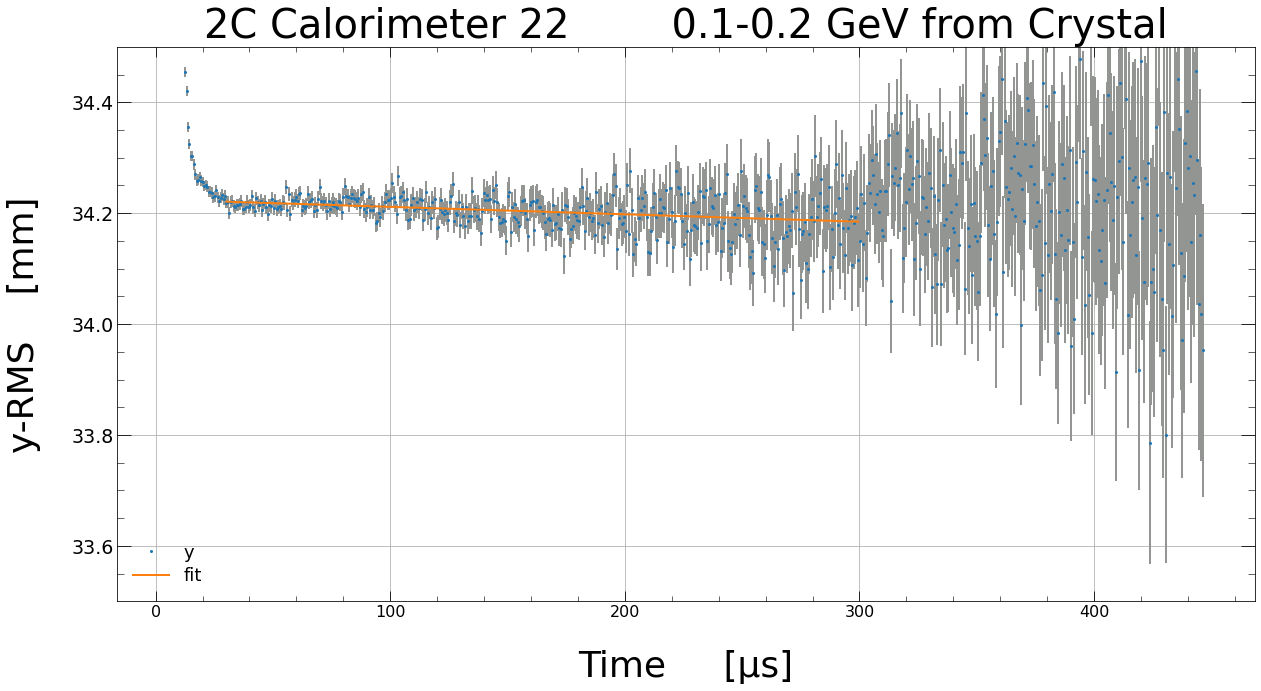 2C Calorimeter 22 0.1-0.2 GeV from Crystal
y-RMS [mm]
34.4
34.2
34.0
33.8
33.6
y
fit
0 100 200 300 400
Time [μs]